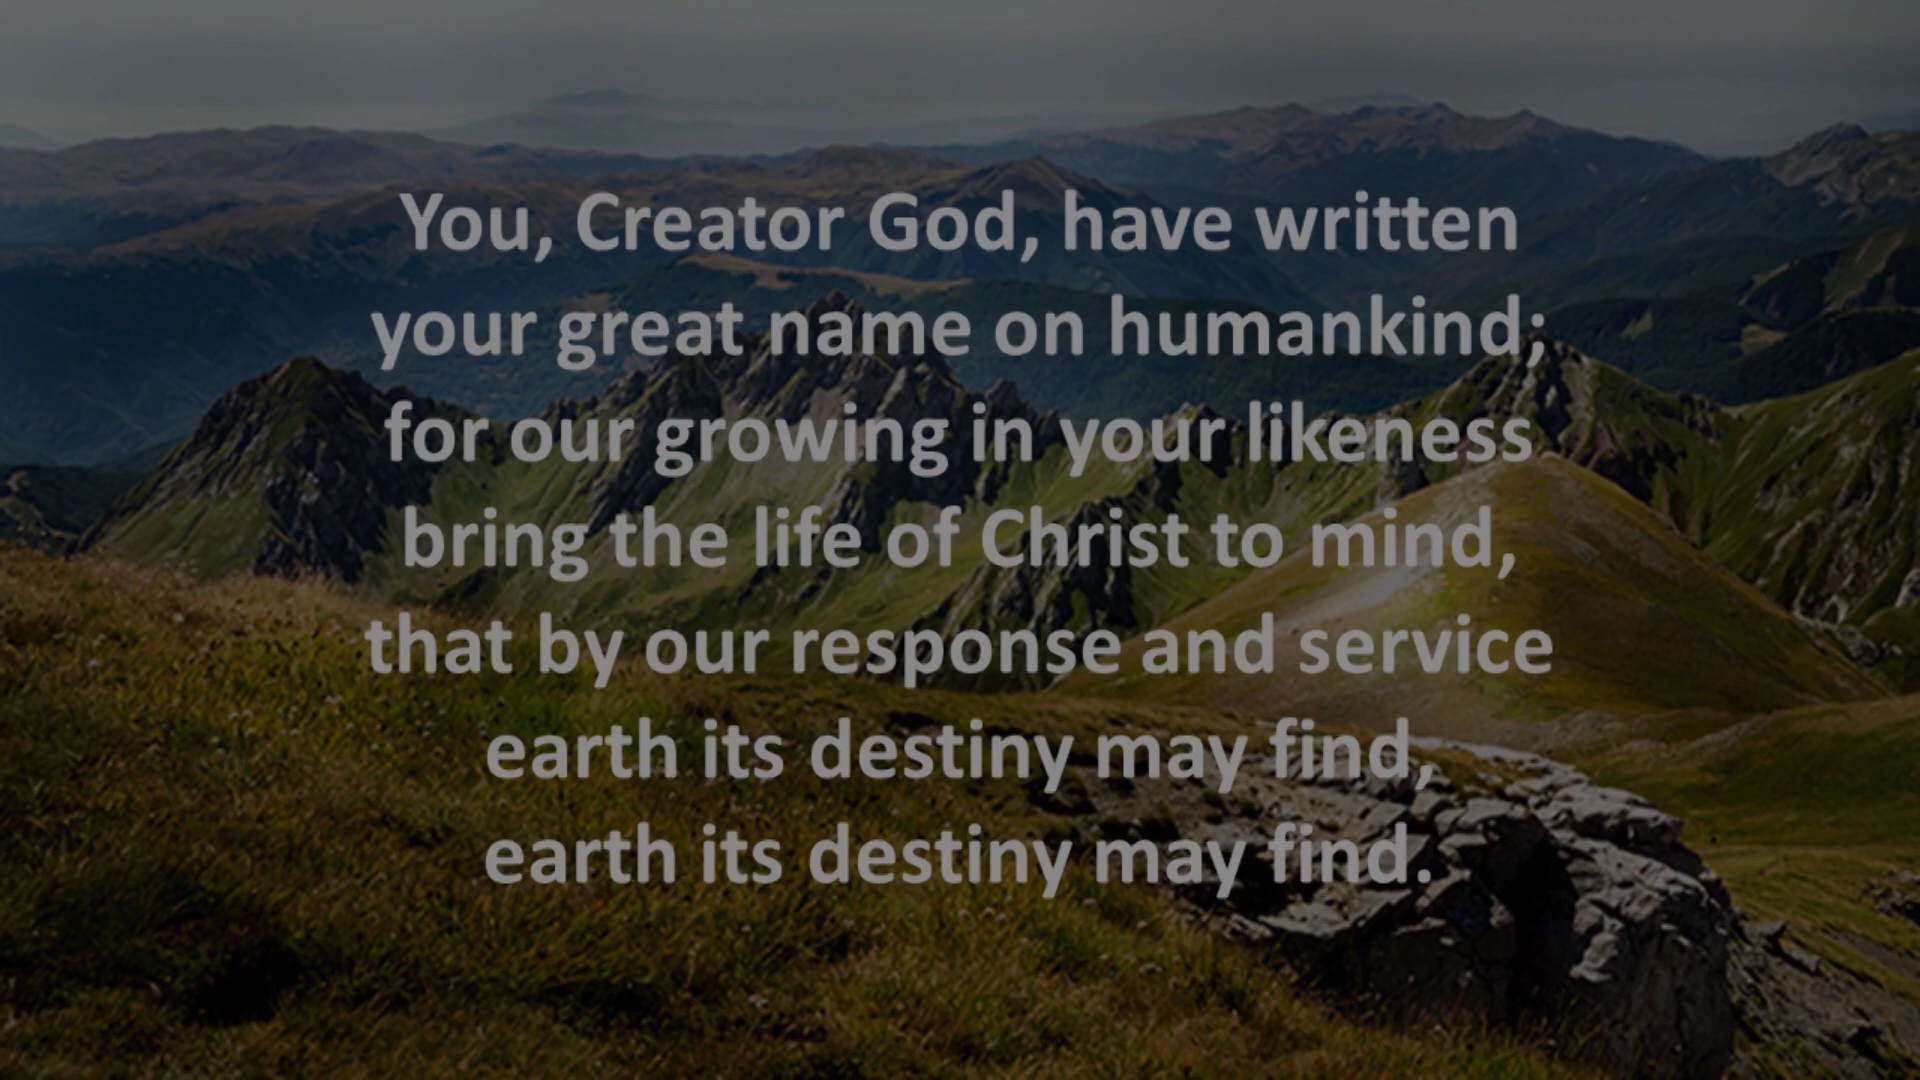 You, Creator God, have written
your great name on humankind;
for our growing in your likeness
bring the life of Christ to mind,
that by our response and service
earth its destiny may find,
earth its destiny may find.